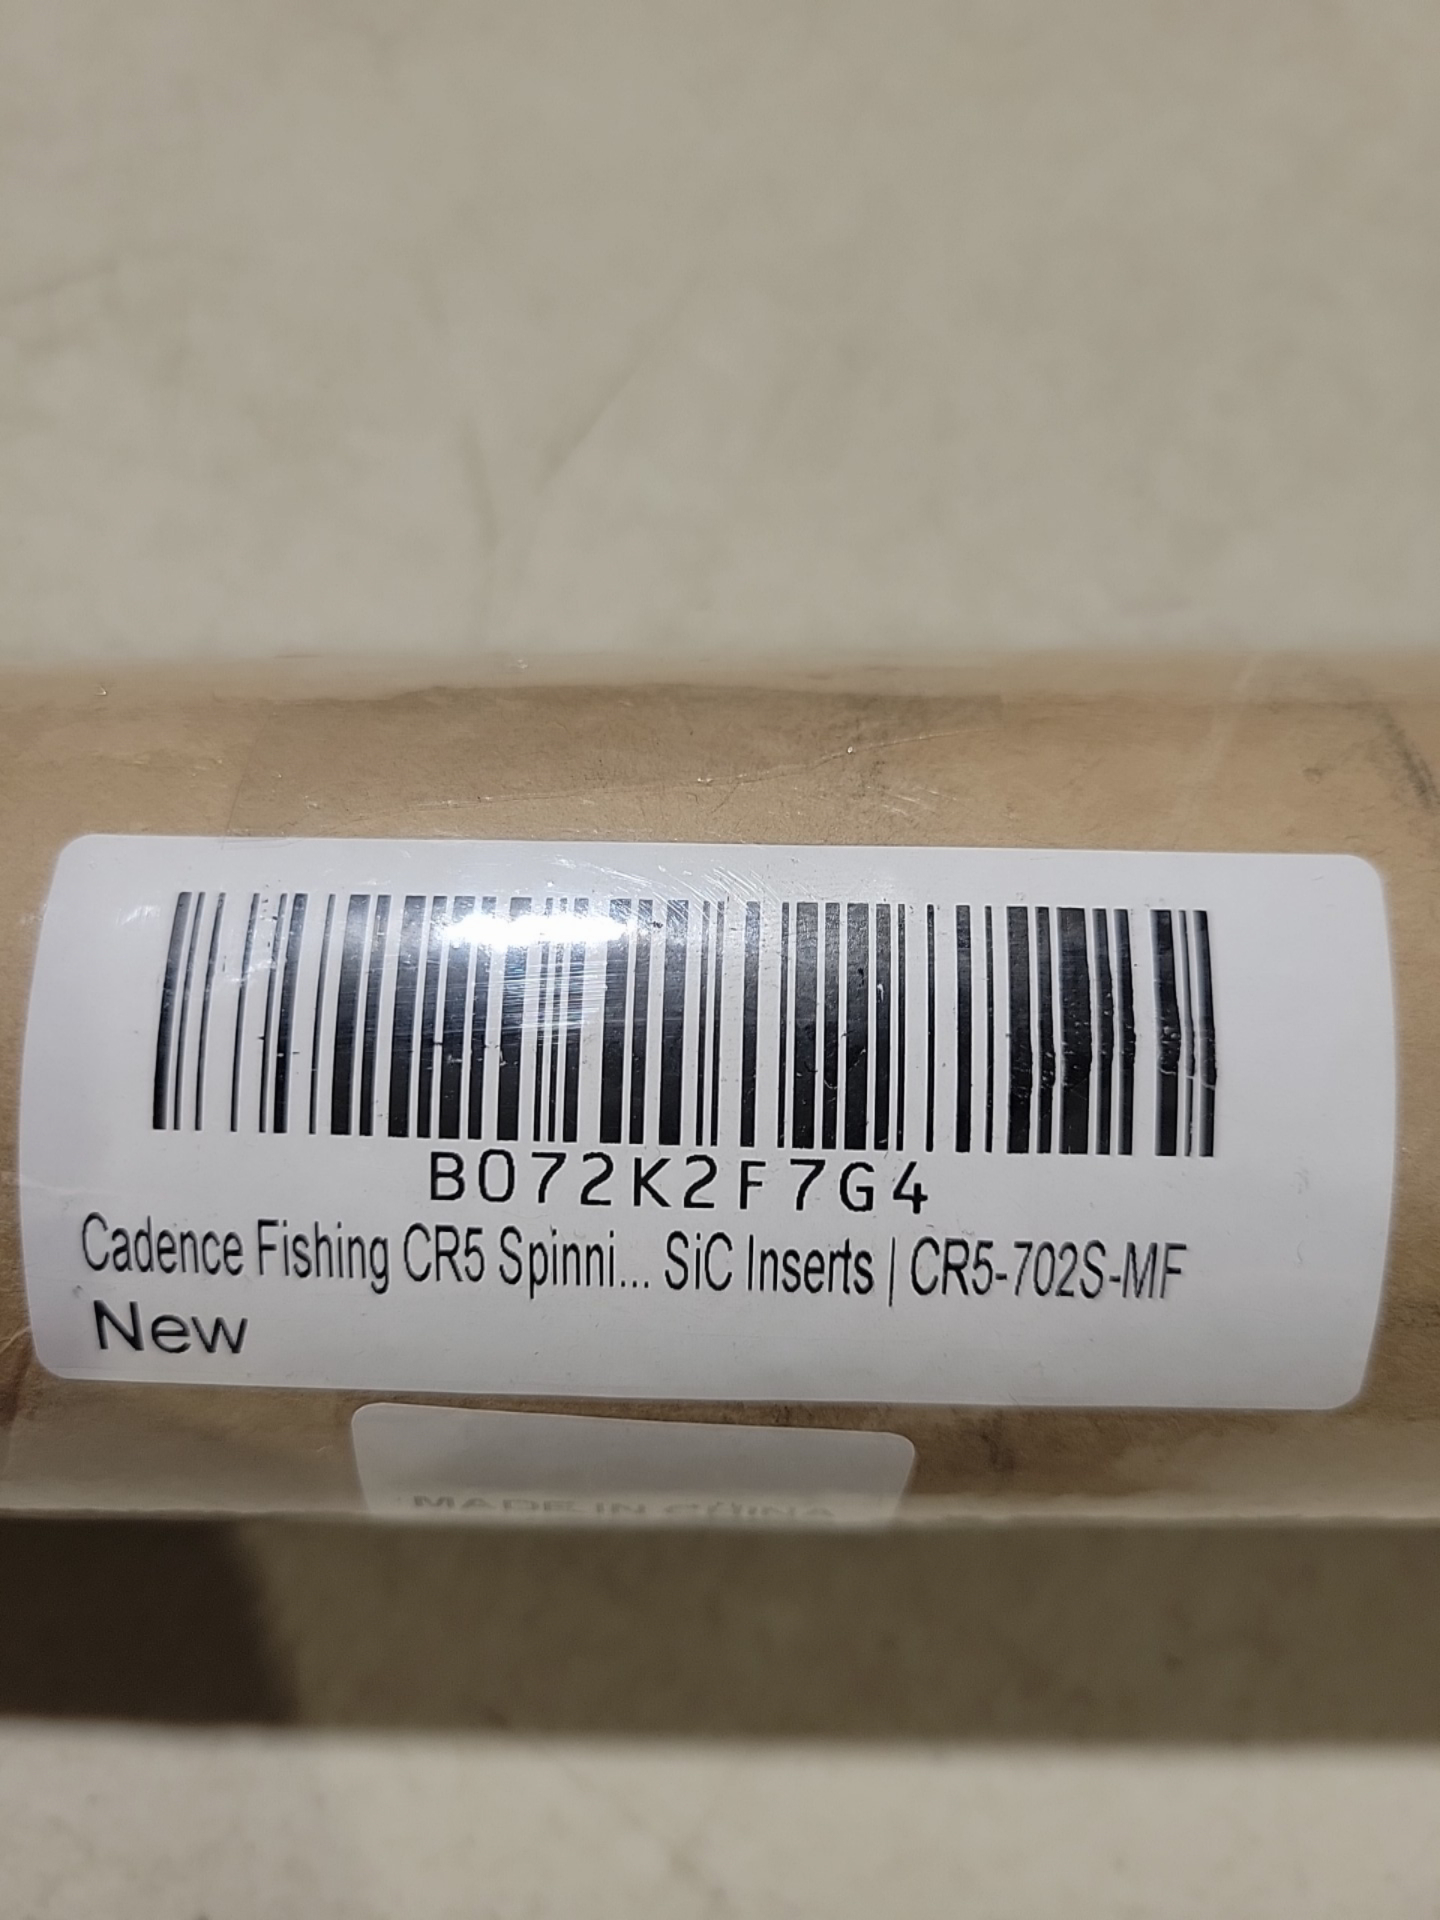 B072K2F7G4
Cadence Fishing CR5 Spinni... SiC Inserts | CR5-702S-MF
New
MADE IN CHINA